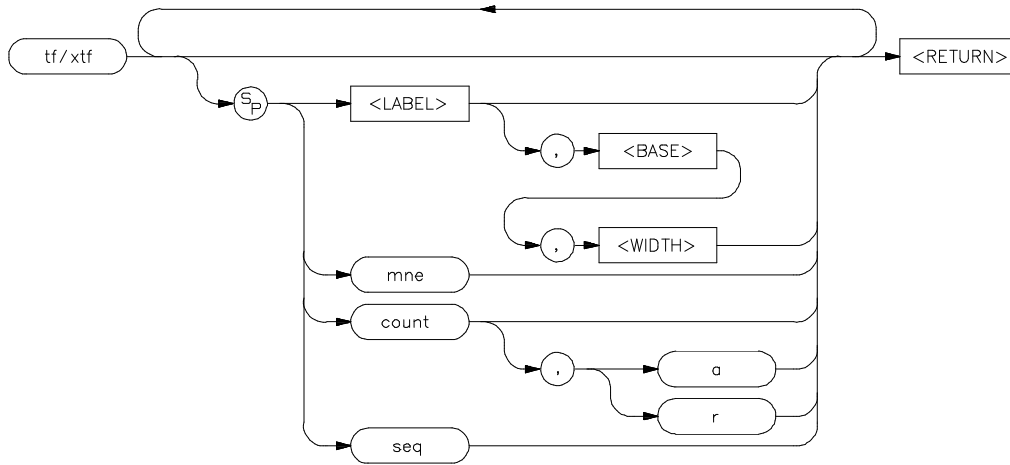 tf/xtf
<RETURN>
SP
<LABEL>
,
<BASE>
,
<WIDTH>
mne
count
,
a
r
seq